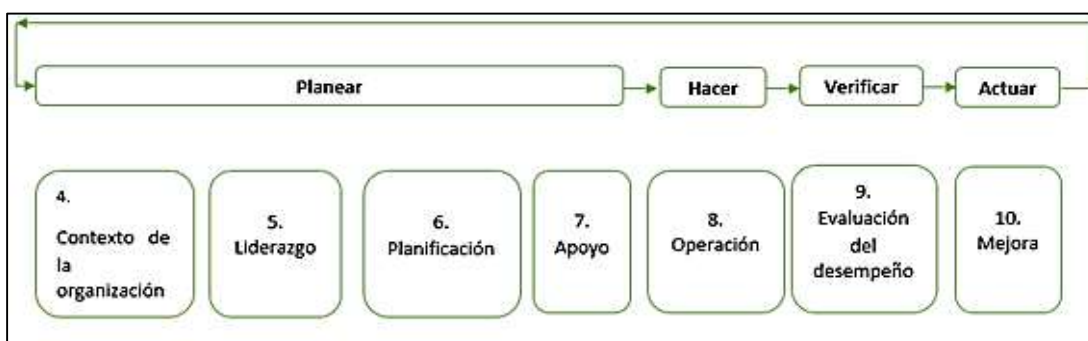 Planear
Hacer
Verificar
Actuar
4.
Contexto de
la
organización
5.
Liderazgo
6.
Planificación
7.
Apoyo
8.
Operación
9.
Evaluación
del
desempeño
10.
Mejora